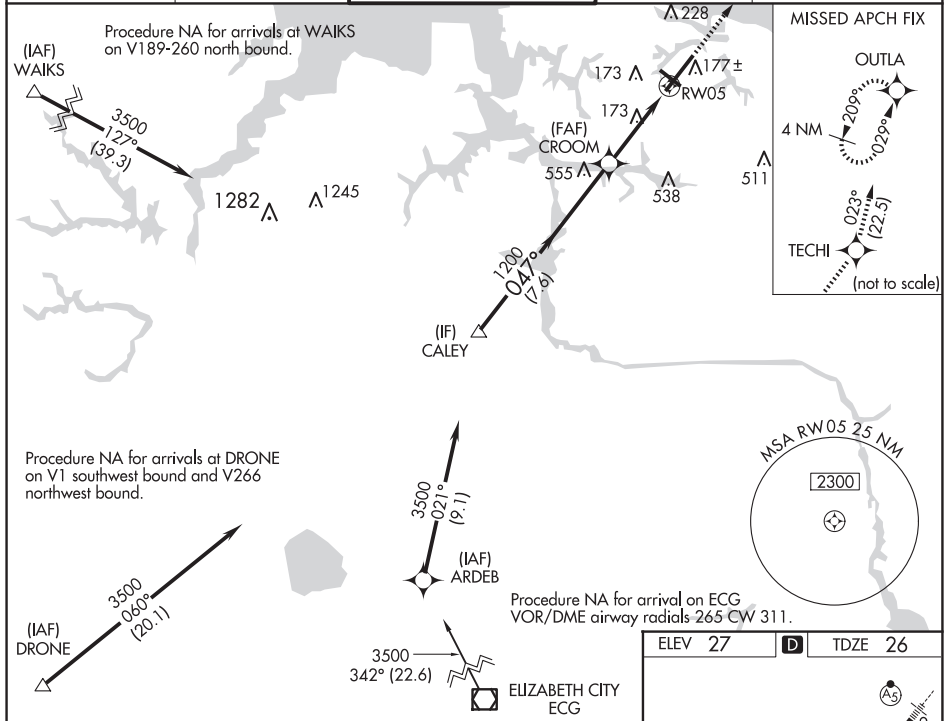 Procedure NA for arrivals at WAIKS
on V189-260 north bound.
(IAF)
WAIKS
3500
127°
(39.3)
1282
1245
228
173
177 ±
RW05
173
(FAF)
CROOM
555
538
511
1200
047°
(7.6)
(IF)
CALEY
MISSED APCH FIX
OUTLA
4 NM
209°
029°
023°
(22.5)
TECHI
(not to scale)
MSA RW05 25 NM
2300
Procedure NA for arrivals at DRONE
on V1 southwest bound and V266
northwest bound.
3500
060°
(20.1)
(IAF)
DRONE
3500
021°
(9.1)
(IAF)
ARDEB
Procedure NA for arrival on ECG
VOR/DME airway radials 265 CW 311.
3500
342° (22.6)
ELIZABETH CITY
ECG
ELEV 27
D
TDZE 26
A5